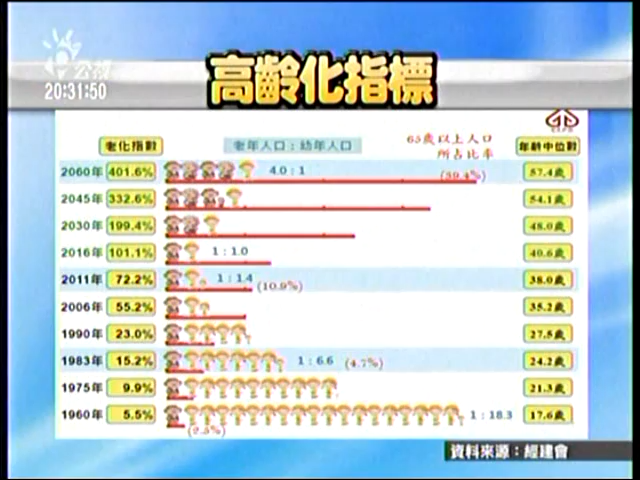 公視
20:31:50
高齡化指標
老化指數 老年人口：幼年人口 65歲以上人口所占比率 年齡中位數
2060年 401.6% 4.0：1 (39.4%) 57.4歲
2045年 332.6% 54.1歲
2030年 199.4% 48.0歲
2016年 101.1% 1：1.0 40.6歲
2011年 72.2% 1：1.4 (10.9%) 38.0歲
2006年 55.2% 35.2歲
1990年 23.0% 27.5歲
1983年 15.2% 1：6.6 (4.7%) 24.2歲
1975年 9.9% 21.3歲
1960年 5.5% 1：18.3 (2.5%) 17.6歲
資料來源：經建會